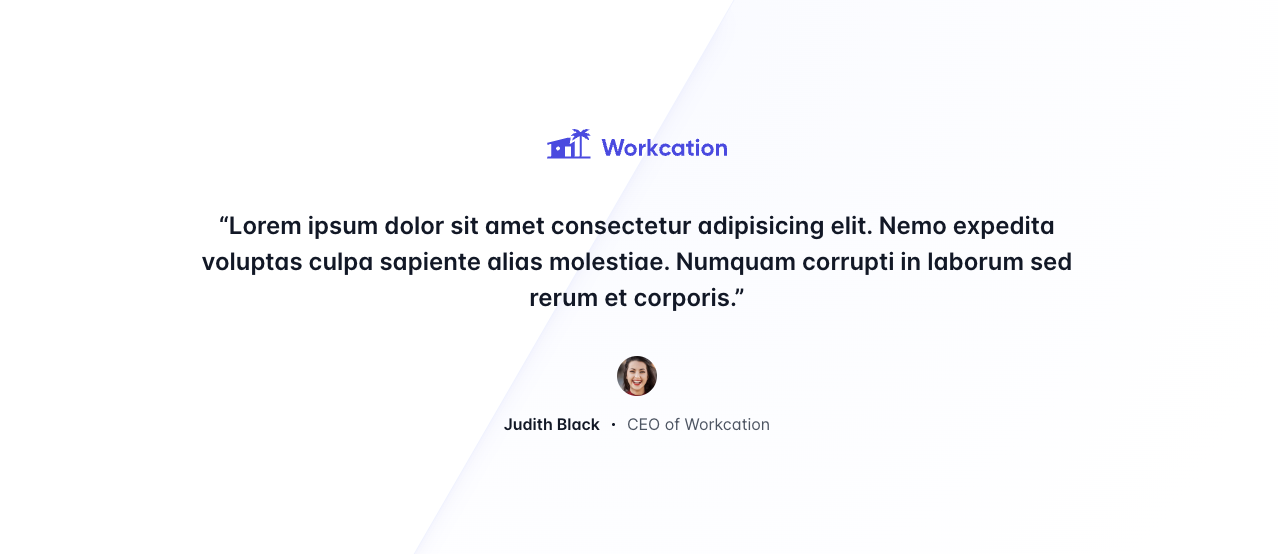 Workcation
“Lorem ipsum dolor sit amet consectetur adipisicing elit. Nemo expedita
voluptas culpa sapiente alias molestiae. Numquam corrupti in laborum sed
rerum et corporis.”
Judith Black · CEO of Workcation